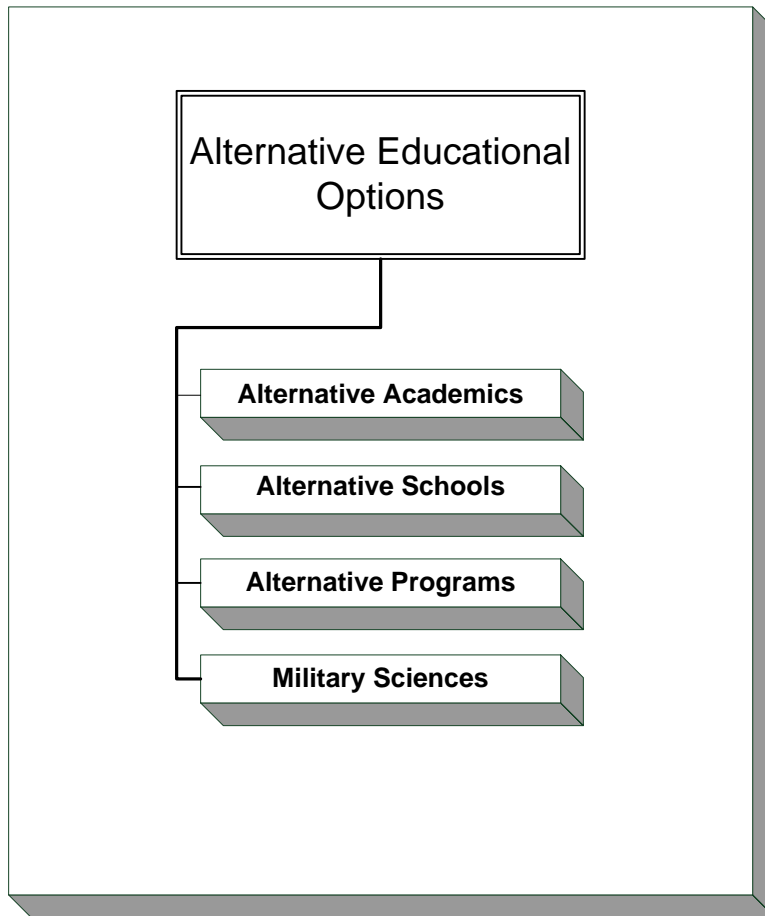 Alternative Educational
Options
Alternative Academics
Alternative Schools
Alternative Programs
Military Sciences